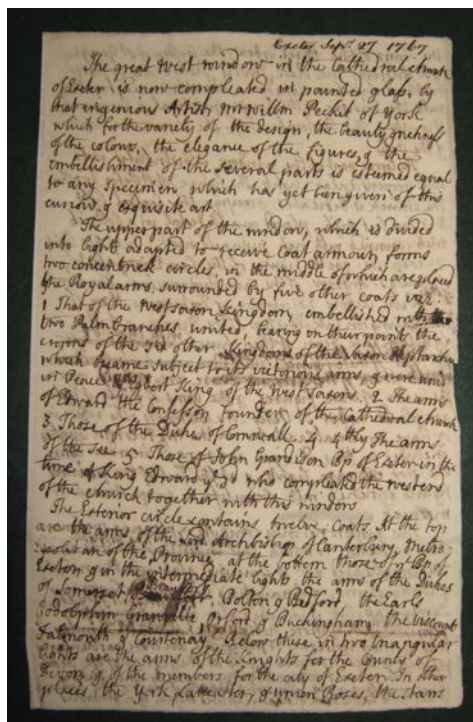 Exeter Sepr. 27 1767
The great West window in the Cathedral church
of Exeter is now compleated in painted glass, by
that ingenious Artist Mr Willm Peckit of York
which for the variety of the design, the beauty & richness
of the colours, the elegance of the figures, & the
embellishment of the several parts is esteemed equal
to any specimen which has yet been given of this
curious & exquisite art
The upper part of the window, which is divided
into lights adapted to receive Coat armour, forms
two concentrick circles, in the middle of which are placed
the Royal arms, surrounded by five other coats viz.
1 That of the West saxon Kingdom, embellished with
two Palm branches united, bearing on their points the
crowns of the six other Kingdoms of the Saxon Heptarchy
which became subject to its victorious arms, & were
in Peace Egbert King of the West Saxons. 2 The arms
of Edward the Confessor founder of the Cathedral church
3 Those of the Duke of Cornwall. 4 4thly The arms
of the See 5 Those of John Grandison Bp of Exeter in the
time of King Edward ye 3d who compleated the west end
of the church together with this window
The Exterior circle contains twelve Coats. At the top
are the arms of the Lord Archbishop of Canterbury, Metro
politan of the Province, at the bottom those of ye Bp of
Exeter & in the intermediate lights the arms of the Dukes
of Somerset Beaufort, Bolton & Bedford the Earls
Godolphin Granville Orford & Buckingham, the Viscount
Falmouth & Courtenay Below these in two triangular
lights are the arms of the Knights for the County of
Devon, & of the members for the city of Exeter. In other
places the York, Lancaster, & union Roses, the stars